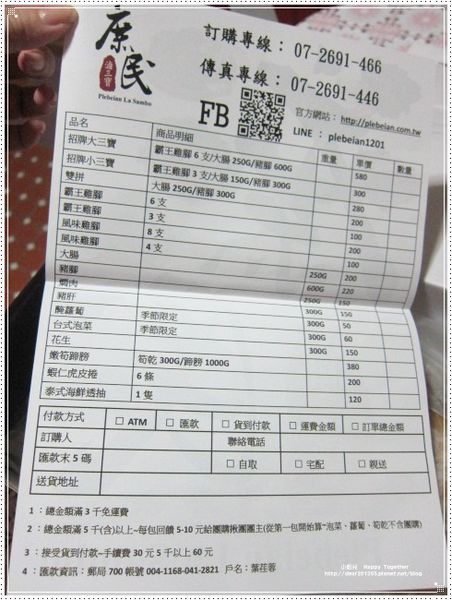 庶民
滷三寶
Plebeian Lu Sambo
訂購專線： 07-2691-466
傳真專線： 07-2691-446
FB
官方網站： http://plebeian.com.tw
LINE ： plebeian1201
品名 商品明細 重量 單價 數量
招牌大三寶 霸王雞腳 6 支/大腸 250G/豬腳 600G 580
招牌小三寶 霸王雞腳 3 支/大腸 150G/豬腳 300G 300
雙拼 大腸 250G/豬腳 300G 200
霸王雞腳 6 支 200
霸王雞腳 3 支 100
風味雞腳 8 支 200
風味雞腳 4 支 100
大腸 250G 200
豬腳 600G 220
焗肉 250G 150
豬肝 300G 150
醃蘿蔔 季節限定 300G 50
台式泡菜 季節限定 300G 60
花生 300G 150
嫩筍蹄膀 筍乾 300G/蹄膀 1000G 380
蝦仁虎皮捲 6 條 200
泰式海鮮透抽 1 隻 120
付款方式 □ ATM □ 匯款 □ 貨到付款 □ 運費金額 □ 訂單總金額
訂購人 聯絡電話
匯款末 5 碼 □ 自取 □ 宅配 □ 親送
送貨地址
1 ：總金額滿 3 千免運費
2 ：總金額滿 5 千(含)以上~每包回饋 5-10 元給團購揪團團主(從第一包開始算~泡菜、蘿蔔、筍乾不含團購)
3 ：接受貨到付款~手續費 30 元 5 千以上 60 元
4 ：匯款資訊：郵局 700 帳號 004-1168-041-2821 戶名：葉荏蓉
Happy Together